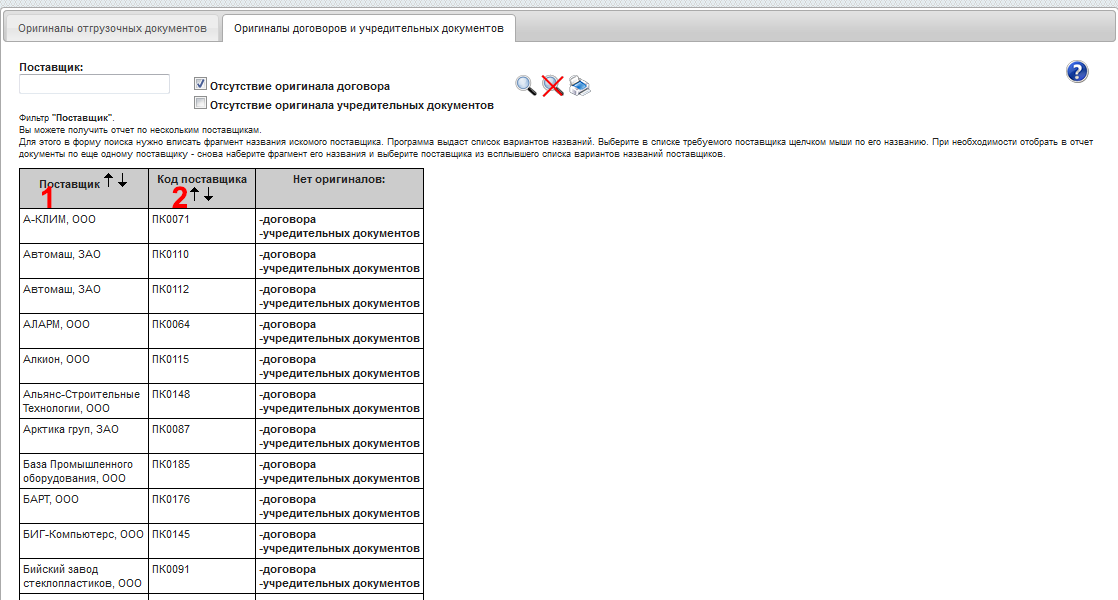 Оригиналы отгрузочных документов
Оригиналы договоров и учредительных документов
Поставщик:
Отсутствие оригинала договора
Отсутствие оригинала учредительных документов
?
Фильтр "Поставщик".
Вы можете получить отчет по нескольким поставщикам.
Для этого в форму поиска нужно вписать фрагмент названия искомого поставщика. Программа выдаст список вариантов названий. Выберите в списке требуемого поставщика щелчком мыши по его названию. При необходимости отобрать в отчет
документы по еще одному поставщику - снова наберите фрагмент его названия и выберите поставщика из всплывшего списка вариантов названий поставщиков.
Поставщик
1
Код поставщика
2
Нет оригиналов:
А-КЛИМ, ООО
ПК0071
-договора
-учредительных документов
Автомаш, ЗАО
ПК0110
-договора
-учредительных документов
Автомаш, ЗАО
ПК0112
-договора
-учредительных документов
АЛАРМ, ООО
ПК0064
-договора
-учредительных документов
Алкион, ООО
ПК0115
-договора
-учредительных документов
Альянс-Строительные
Технологии, ООО
ПК0148
-договора
-учредительных документов
Арктика груп, ЗАО
ПК0087
-договора
-учредительных документов
База Промышленного
оборудования, ООО
ПК0185
-договора
-учредительных документов
БАРТ, ООО
ПК0176
-договора
-учредительных документов
БИГ-Компьютерс, ООО
ПК0145
-договора
-учредительных документов
Бийский завод
стеклопластиков, ООО
ПК0091
-договора
-учредительных документов